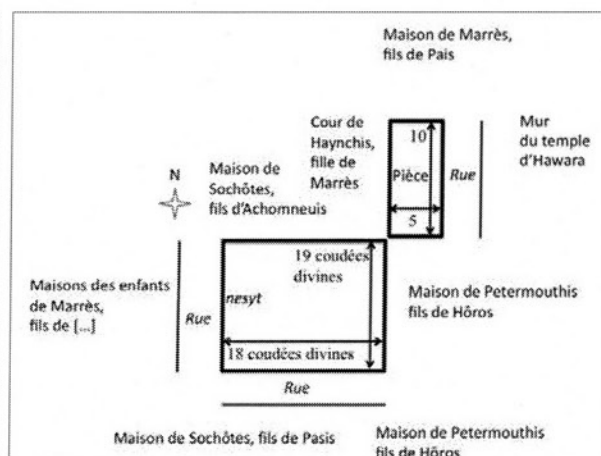 Maison de Marrès,
fils de Pais
Cour de
Haynchis,
fille de
Marrès
10
Pièce
5
Rue
Mur
du temple
d'Hawara
N
Maison de
Sochôtes,
fils d'Achomneuis
Maisons des enfants
de Marrès,
fils de [...]
Rue
nesyt
19 coudées
divines
18 coudées divines
Maison de Petermouthis
fils de Hôros
Rue
Maison de Sochôtes, fils de Pasis
Maison de Petermouthis
fils de Hôros